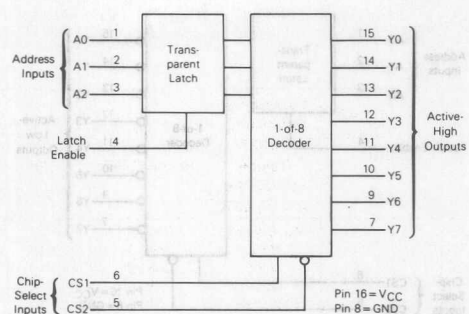 Address
Inputs
A0 1
A1 2
A2 3
Trans-
parent
Latch
Latch
Enable
4
1-of-8
Decoder
15 Y0
14 Y1
13 Y2
12 Y3
11 Y4
10 Y5
9 Y6
7 Y7
Active-
High
Outputs
Chip-
Select
Inputs
CS1 6
CS2 5
Pin 16 = VCC
Pin 8 = GND